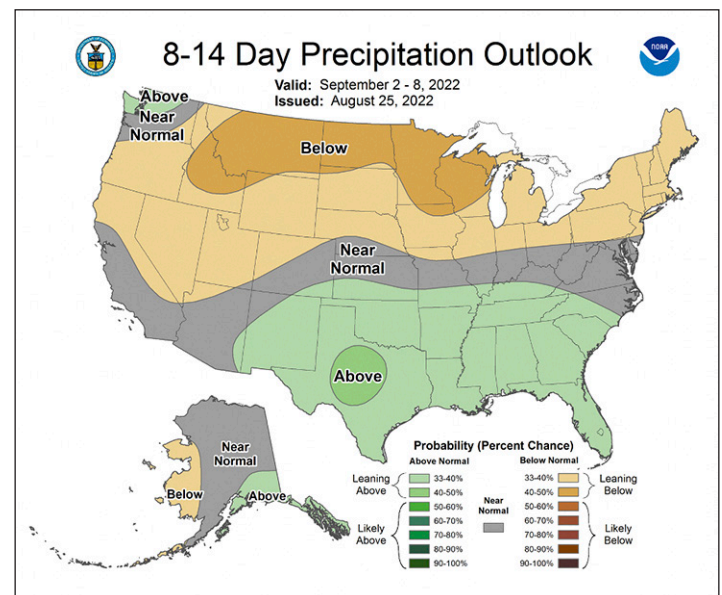 8-14 Day Precipitation Outlook
NOAA
Valid: September 2 - 8, 2022
Issued: August 25, 2022
Above
Near
Normal
Below
Near
Normal
Above
Near
Normal
Below
Above
Probability (Percent Chance)
Above Normal
Below Normal
Leaning
Above
33-40%
40-50%
Likely
Above
50-60%
60-70%
70-80%
80-90%
90-100%
Near
Normal
33-40%
40-50%
Leaning
Below
50-60%
60-70%
70-80%
80-90%
90-100%
Likely
Below